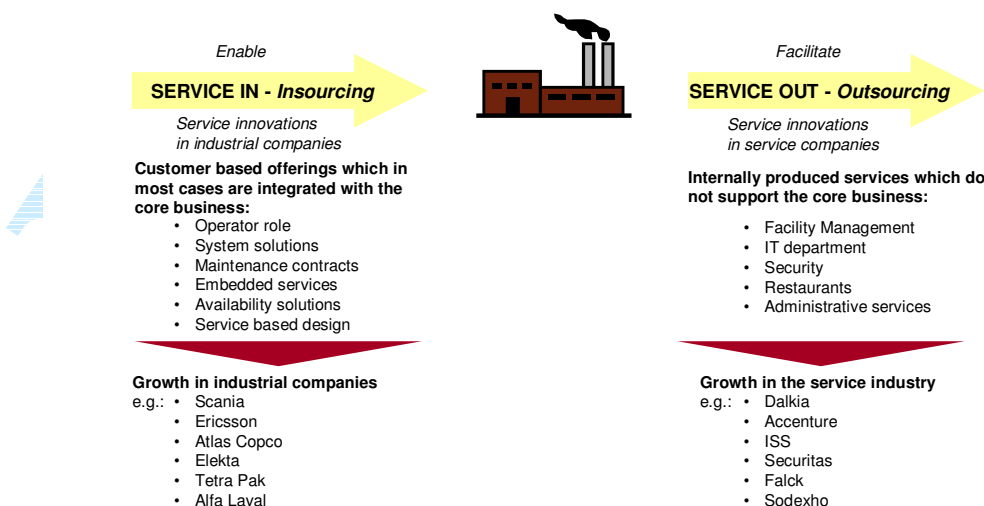 Enable
SERVICE IN - Insourcing
Service innovations
in industrial companies
Customer based offerings which in
most cases are integrated with the
core business:
• Operator role
• System solutions
• Maintenance contracts
• Embedded services
• Availability solutions
• Service based design
Growth in industrial companies
e.g.: • Scania
• Ericsson
• Atlas Copco
• Elekta
• Tetra Pak
• Alfa Laval
Facilitate
SERVICE OUT - Outsourcing
Service innovations
in service companies
Internally produced services which do
not support the core business:
• Facility Management
• IT department
• Security
• Restaurants
• Administrative services
Growth in the service industry
e.g.: • Dalkia
• Accenture
• ISS
• Securitas
• Falck
• Sodexho